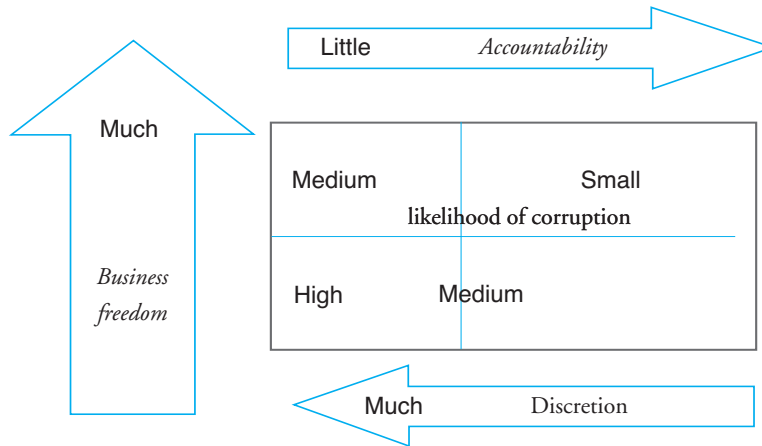 Little Accountability
Much
Medium Small
likelihood of corruption
Business
freedom
High Medium
Much Discretion